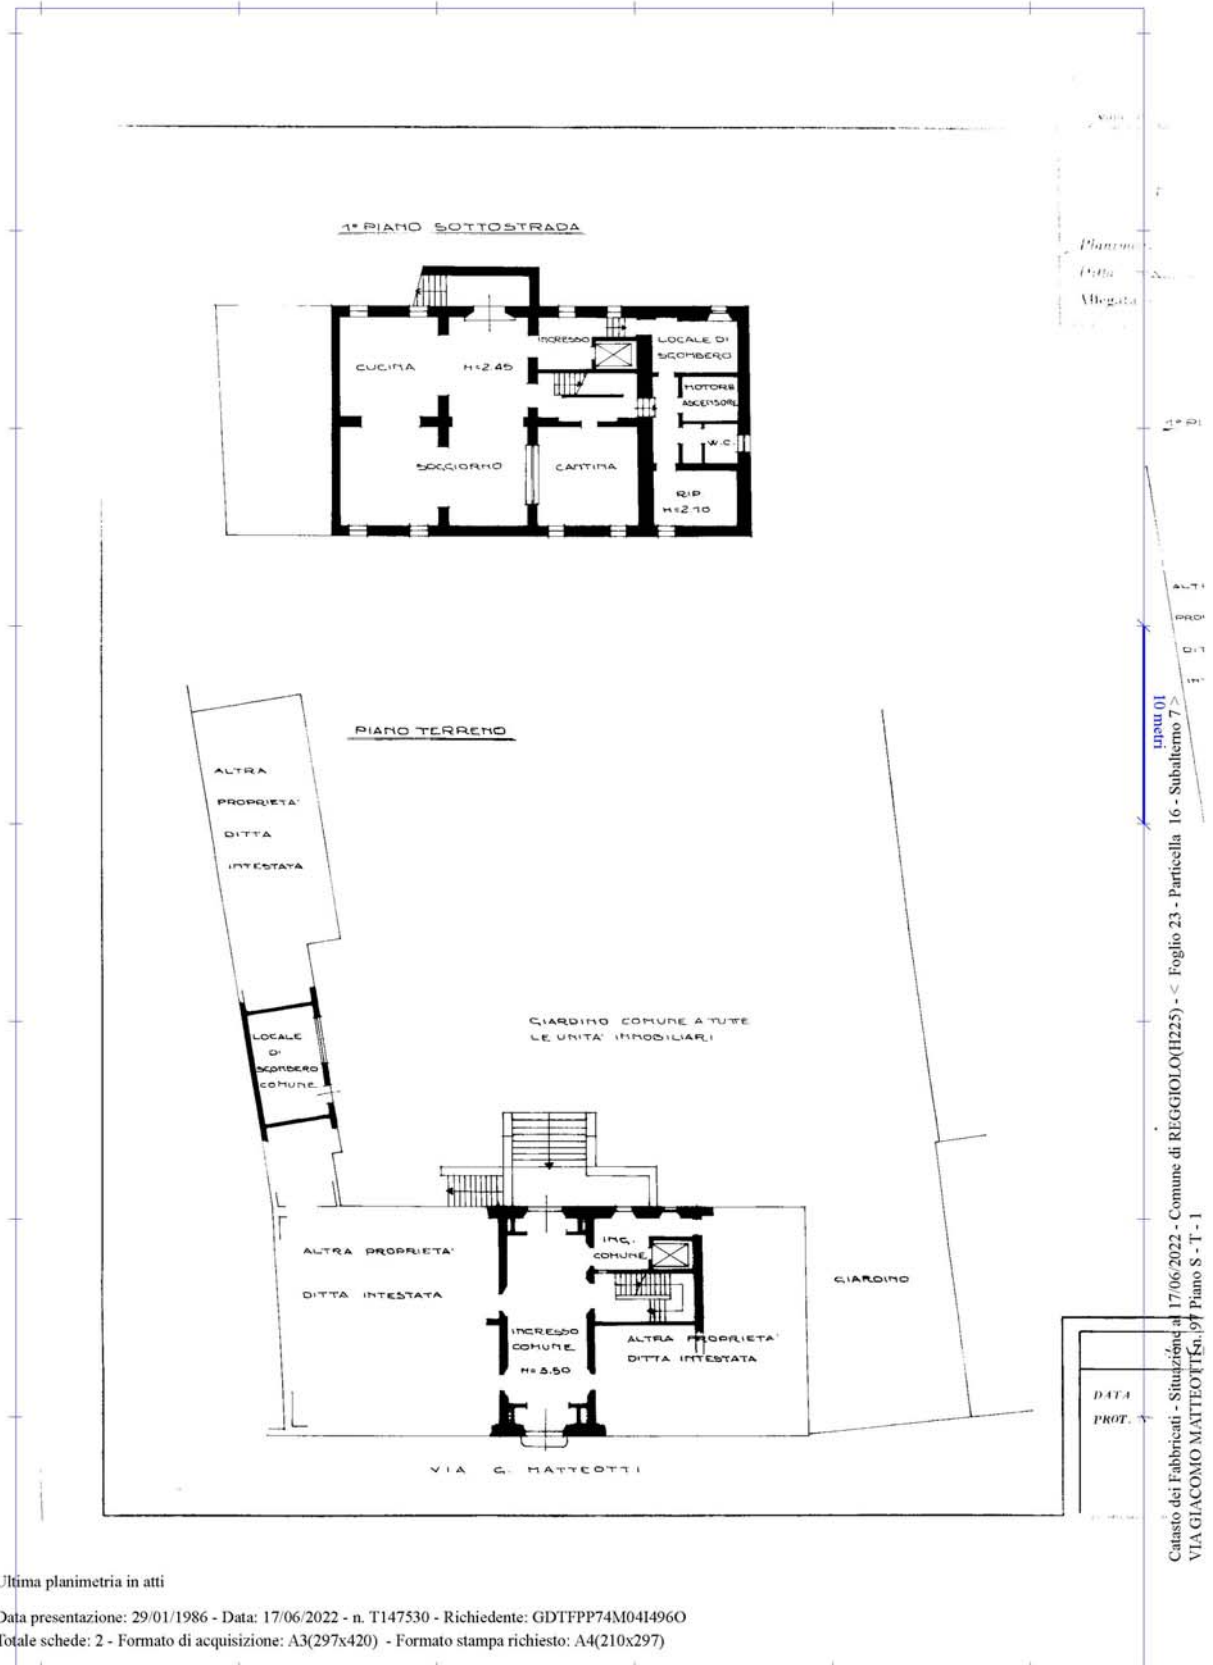 1° PIANO SOTTOSTRADA
CUCINA
H=2.45
INGRESSO
LOCALE DI
SGOMBERO
MOTORE
ASCENSORE
W.C.
SOGGIORNO
CANTINA
RIP
H=2.10
Allegata
1° PI
PIANO TERRENO
ALTRA
PROPRIETA'
DITTA
INTESTATA
LOCALE
DI
SGOMBERO
COMUNE
GIARDINO COMUNE A TUTTE
LE UNITA' IMMOBILIARI
ALTRA PROPRIETA'
DITTA INTESTATA
ING.
COMUNE
INGRESSO
COMUNE
H=3.50
ALTRA PROPRIETA'
DITTA INTESTATA
GIARDINO
VIA G. MATTEOTTI
DATA
PROT.
10 metri
Catasto dei Fabbricati - Situazione al 17/06/2022 - Comune di REGGIOLO(H225) - < Foglio 23 - Particella 16 - Subalterno 7 >
VIA GIACOMO MATTEOTTI n. 97 Piano S - T - 1
Ultima planimetria in atti
Data presentazione: 29/01/1986 - Data: 17/06/2022 - n. T147530 - Richiedente: GDTFPP74M04I496O
Totale schede: 2 - Formato di acquisizione: A3(297x420) - Formato stampa richiesto: A4(210x297)